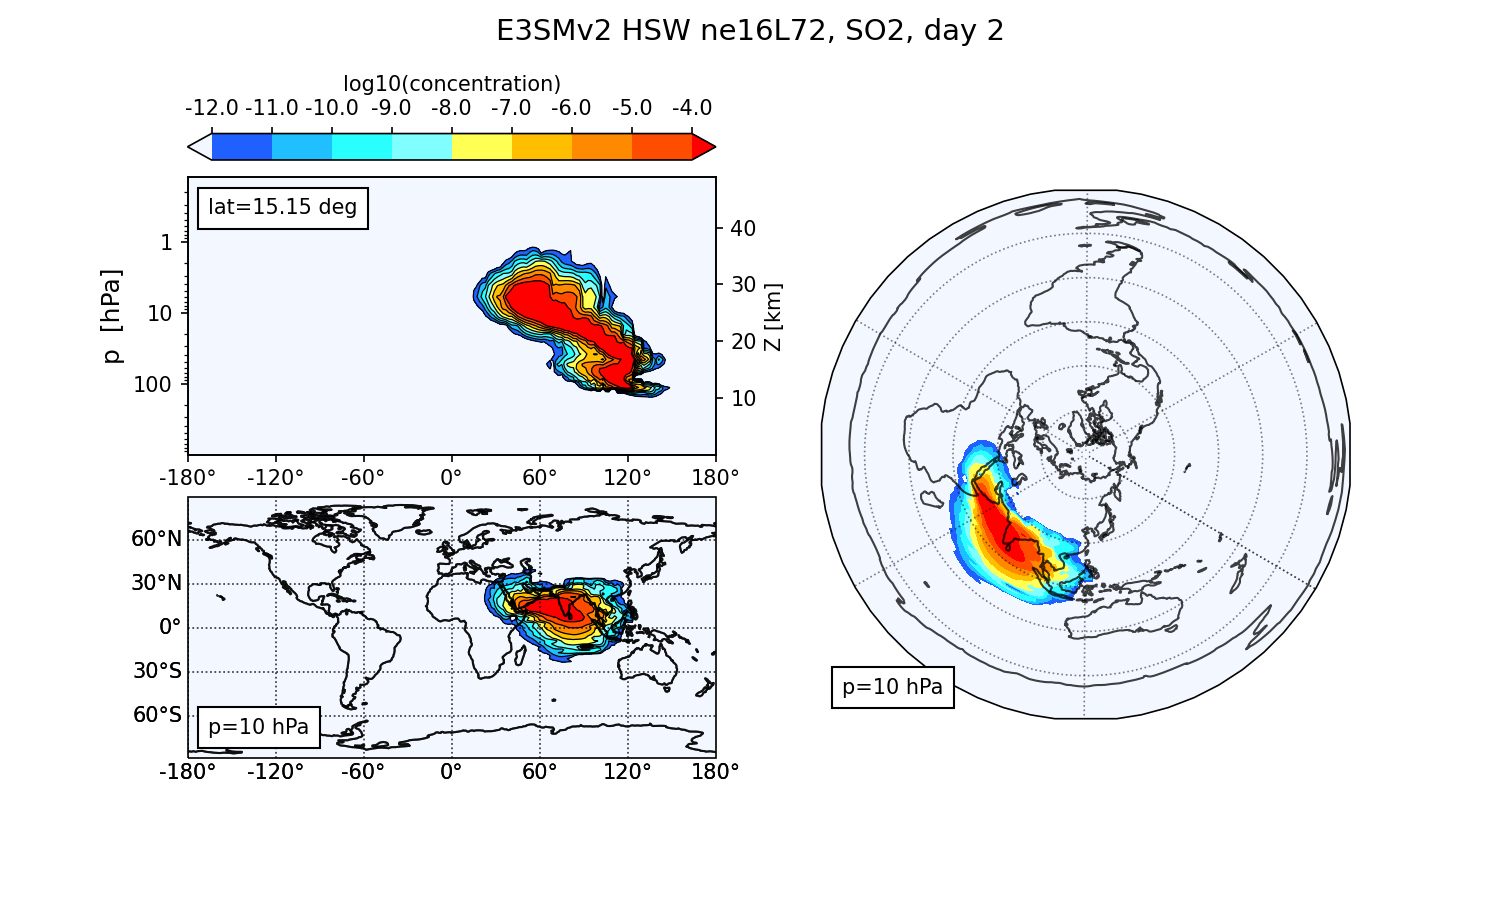 E3SMv2 HSW ne16L72, SO2, day 2
log10(concentration)
-12.0 -11.0 -10.0 -9.0 -8.0 -7.0 -6.0 -5.0 -4.0
lat=15.15 deg
p [hPa]
1
10
100
40
30
20
10
Z [km]
-180° -120° -60° 0° 60° 120° 180°
60°N
30°N
0°
30°S
60°S
p=10 hPa
-180° -120° -60° 0° 60° 120° 180°
p=10 hPa